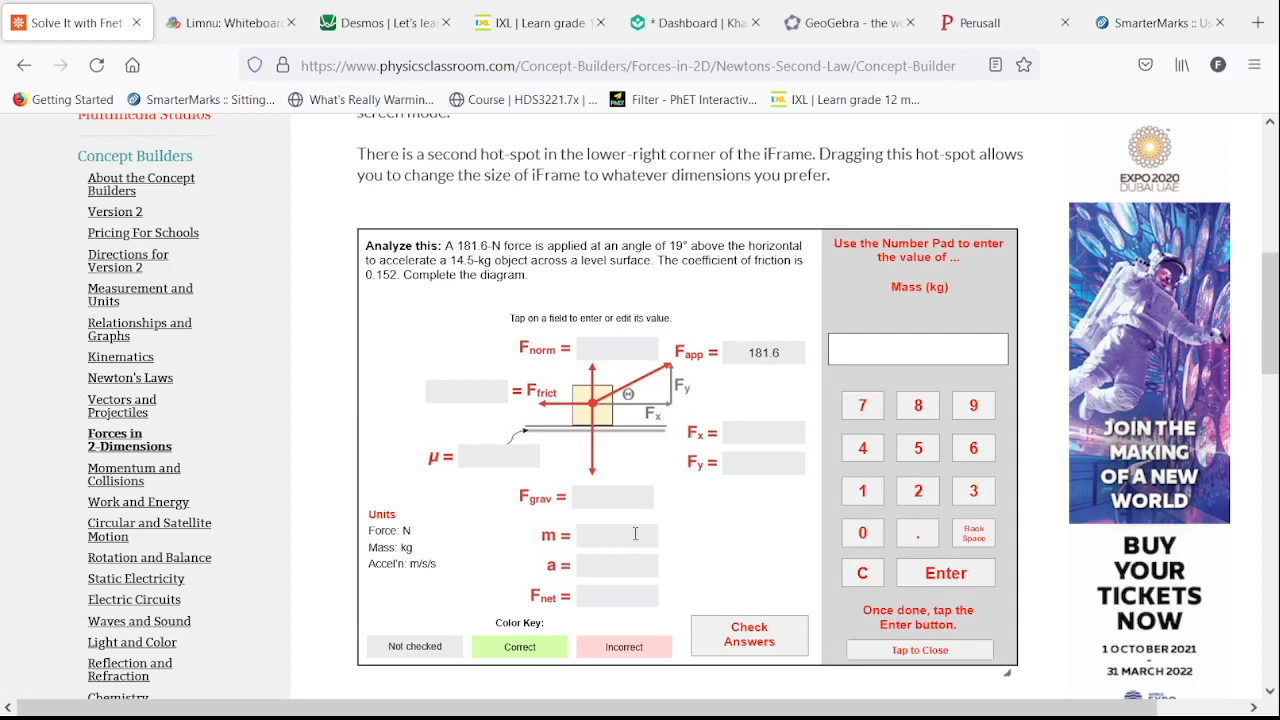 Solve It with Fnet
Limnu: Whiteboar
Desmos | Let's lea
IXL | Learn grade 1
* Dashboard | Kha
GeoGebra - the wo
Perusall
SmarterMarks :: Us
https://www.physicsclassroom.com/Concept-Builders/Forces-in-2D/Newtons-Second-Law/Concept-Builder
F
Getting Started
SmarterMarks :: Sitting...
What's Really Warmin...
Course | HDS3221.7x | ...
Filter - PhET Interactiv...
IXL | Learn grade 12 m...
Multimedia Studios
Concept Builders
About the Concept
Builders
Version 2
Pricing For Schools
Directions for
Version 2
Measurement and
Units
Relationships and
Graphs
Kinematics
Newton's Laws
Vectors and
Projectiles
Forces in
2-Dimensions
Momentum and
Collisions
Work and Energy
Circular and Satellite
Motion
Rotation and Balance
Static Electricity
Electric Circuits
Waves and Sound
Light and Color
Reflection and
Refraction
Chemistry
screen mode.
There is a second hot-spot in the lower-right corner of the iFrame. Dragging this hot-spot allows
you to change the size of iFrame to whatever dimensions you prefer.
Analyze this: A 181.6-N force is applied at an angle of 19° above the horizontal
to accelerate a 14.5-kg object across a level surface. The coefficient of friction is
0.152. Complete the diagram.
Tap on a field to enter or edit its value.
Fnorm =
Fapp = 181.6
= Ffrict
Θ
Fy
Fx
μ =
Fx =
Fy =
Fgrav =
Units
Force: N
Mass: kg
Accel'n: m/s/s
m =
a =
Fnet =
Color Key:
Not checked
Correct
Incorrect
Check
Answers
Use the Number Pad to enter
the value of ...
Mass (kg)
7 8 9
4 5 6
1 2 3
0 . Back
Space
C Enter
Once done, tap the
Enter button.
Tap to Close
EXPO 2020
DUBAI UAE
JOIN THE
MAKING
OF A NEW
WORLD
BUY
YOUR
TICKETS
NOW
1 OCTOBER 2021
-
31 MARCH 2022